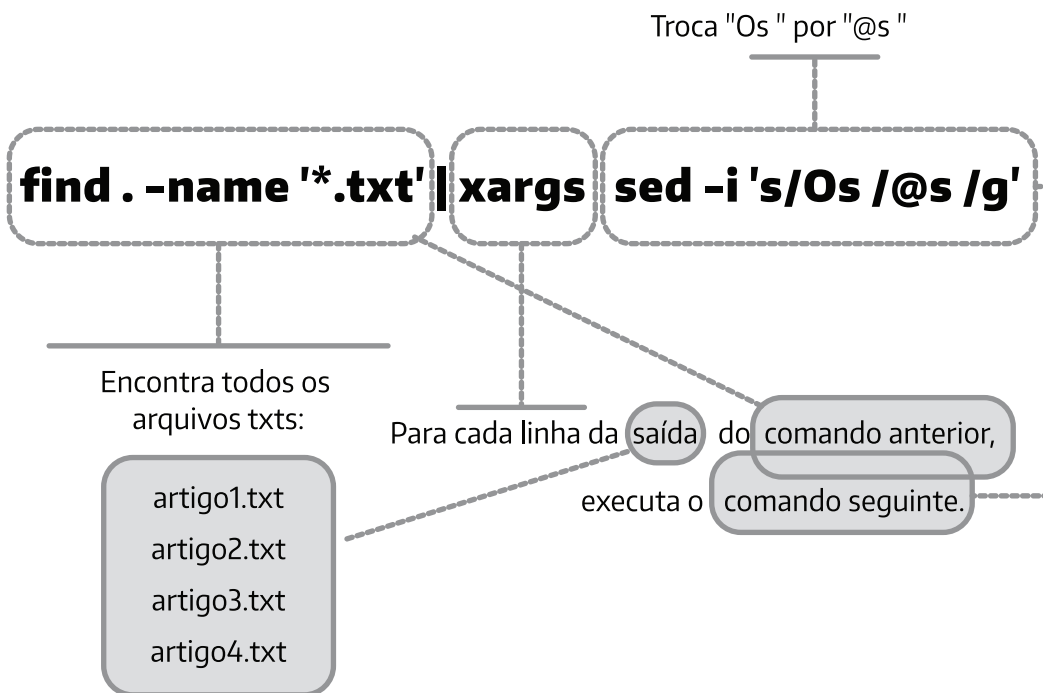 Troca "Os " por "@s "
find . -name '*.txt' | xargs sed -i 's/Os /@s /g'
Encontra todos os
arquivos txts:
artigo1.txt
artigo2.txt
artigo3.txt
artigo4.txt
Para cada linha da saída do comando anterior,
executa o comando seguinte.